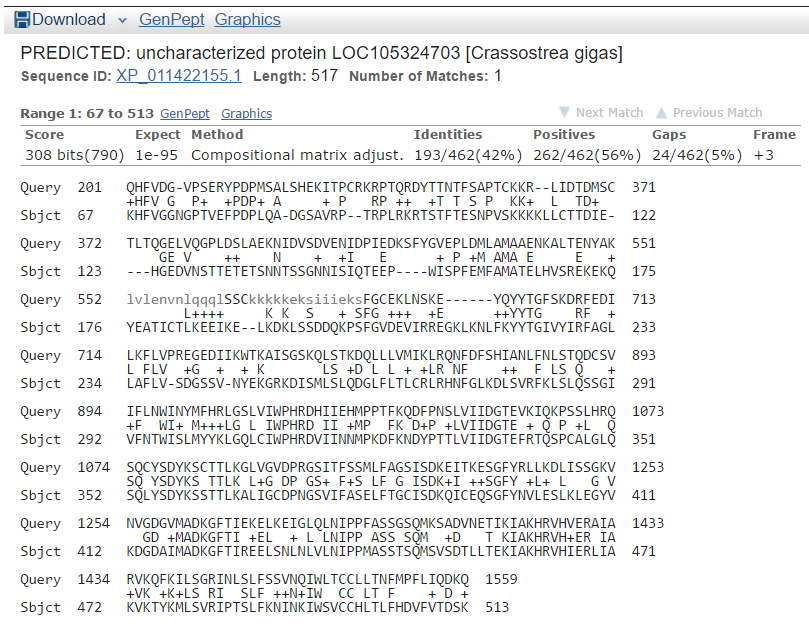 Download GenPept Graphics
PREDICTED: uncharacterized protein LOC105324703 [Crassostrea gigas]
Sequence ID: XP_011422155.1 Length: 517 Number of Matches: 1
Range 1: 67 to 513 GenPept Graphics Next Match Previous Match
Score Expect Method Identities Positives Gaps Frame
308 bits(790) 1e-95 Compositional matrix adjust. 193/462(42%) 262/462(56%) 24/462(5%) +3
Query 201 QHFVDG-VPSERYPDPMSALSHEKITPCRKRPTQRDYTTNTFSAPTCKKR--LIDTDMSC 371
+HFV G  P+  +PDP+ A     + P    RP  ++  +T T S P  KK+   L  TD+
Sbjct 67 KHFVGGNGPTVEFPDPLQA-DGSAVRP--TRPLRKRTSTFTESNPVSKKKKLLCTTDIE- 122
Query 372 TLTQGELVQGPLDSLAEKNIDVSDVENIDPIEDKSFYGVEPLDMLAMAAENKALTENYAK 551
GE V    ++    N    + +I    E      + P +M AMA E     E    +
Sbjct 123 ---HGEDVNSTTETETSNNTSSGNNISIQTEEP----WISPFEMFAMATELHVSREKEKQ 175
Query 552 lvlenvnlqqqlSSCkkkkkeksiiieksFGCEKLNSKE------YQYYTGFSKDRFEDI 713
L++++     K K  S    + SFG +++  +E      ++YYTG    RF  +
Sbjct 176 YEATICTLKEEIKE--LKDKLSSDDQKPSFGVDEVIRREGKLKNLFKYYTGIVYIRFAGL 233
Query 714 LKFLVPREGEDIIKWTKAISGSKQLSTKDQLLLVMIKLRQNFDFSHIANLFNLSTQDCSV 893
L FLV  +G  + + K       LS +D L L + +LR NF    ++  F LS Q   +
Sbjct 234 LAFLV-SDGSSV-NYEKGRKDISMLSLQDGLFLTLCRLRHNFGLKDLSVRFKLSLQSSGI 291
Query 894 IFLNWINYMFHRLGSLVIWPHRDHIIEHMPPTFKQDFPNSLVIIDGTEVKIQKPSSLHRQ 1073
+F  WI+ M+++LG L IWPHRD II  +MP  FK D+P +LVIIDGTE + Q P +L  Q
Sbjct 292 VFNTWISLMYYKLGQLCIWPHRDVIINNMPKDFKNDYPTTLVIIDGTEFRTQSPCALGLQ 351
Query 1074 SQCYSDYKSCTTLKGLVGVDPRGSITFSSMLFAGSISDKEITKESGFYRLLKDLISSGKV 1253
SQ YSDYKS TTLK L+G DP GS+ F+S LF G ISDK+I ++SGFY +L+ L    G V
Sbjct 352 SQLYSDYKSSTTLKALIGCDPNGSVIFASELFTGCISDKQICEQSGFYNVLESLKLEGYV 411
Query 1254 NVGDGVMADKGFTIEKELKEIGLQLNIPPFASSGSQMKSADVNETIKIAKHRVHVERAIA 1433
GD +MADKGFTI +EL   + L LNIPP ASS SQM  +D   T KIAKHRVH+ER IA
Sbjct 412 KDGDAIMADKGFTIREELSNLNLVLNIPPMASSTSQMSVSDTLLTEKIAKHRVHIERLIA 471
Query 1434 RVKQFKILSGRINLSLFSSVNQIWLTCCLLTNFMPFLIQDKQ 1559
+VK +K+LS RI    SLF ++N+IW  CC LT F     + D +
Sbjct 472 KVKTYKMLSVRIPTSLFKNINKIWSVCCHLTLFHDVFVTDSK 513